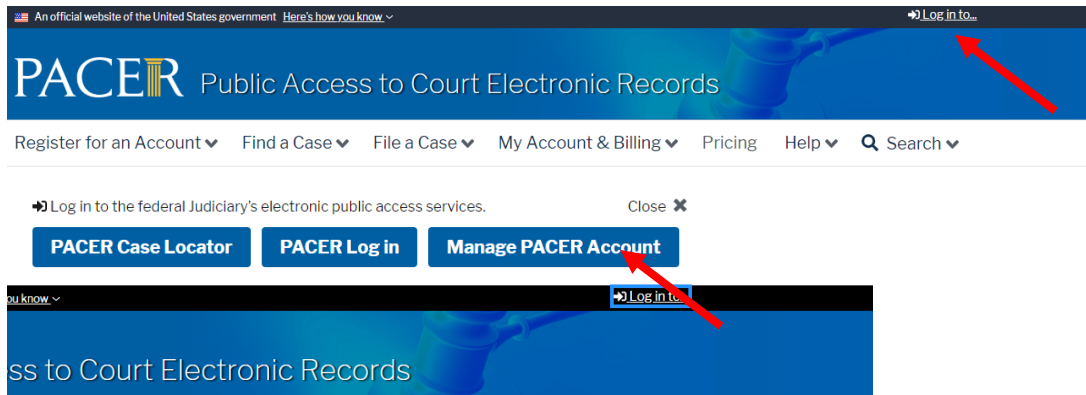 An official website of the United States government Here's how you know
Log in to...
PACER Public Access to Court Electronic Records
Register for an Account Find a Case File a Case My Account & Billing Pricing Help Search
Log in to the federal Judiciary's electronic public access services. Close
PACER Case Locator PACER Log in Manage PACER Account
ou know Log in to
ss to Court Electronic Records